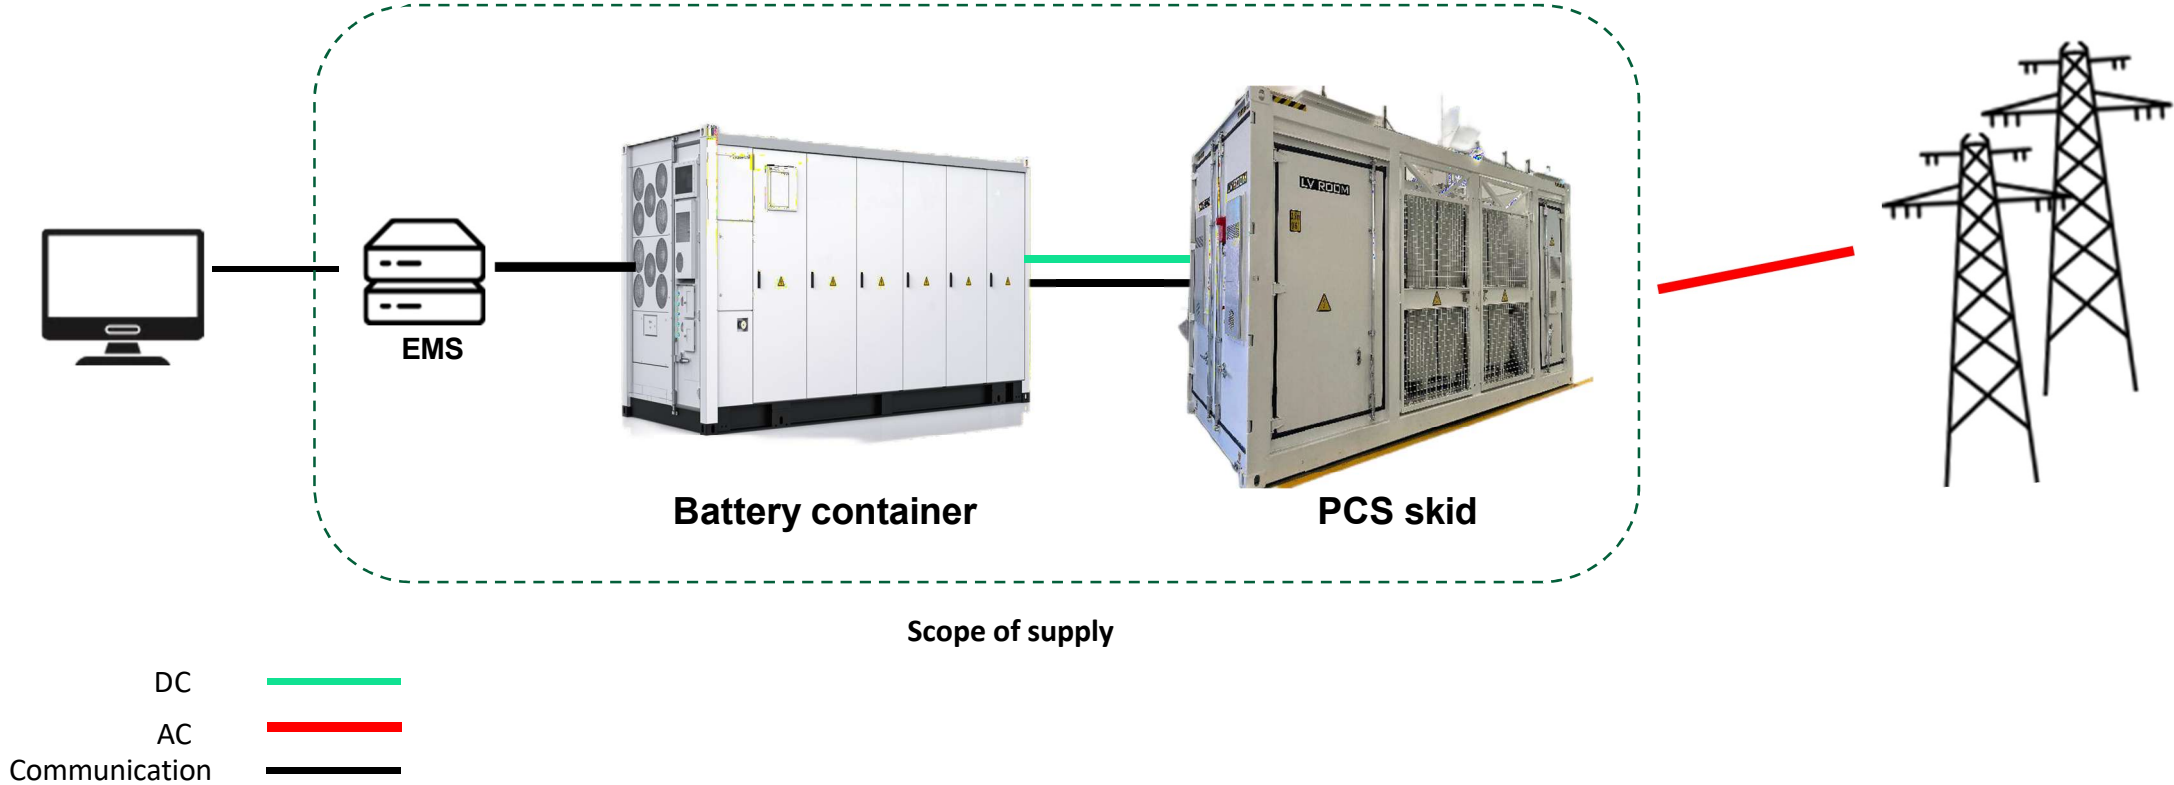 LV ROOM
EMS
Battery container
PCS skid
Scope of supply
DC
AC
Communication